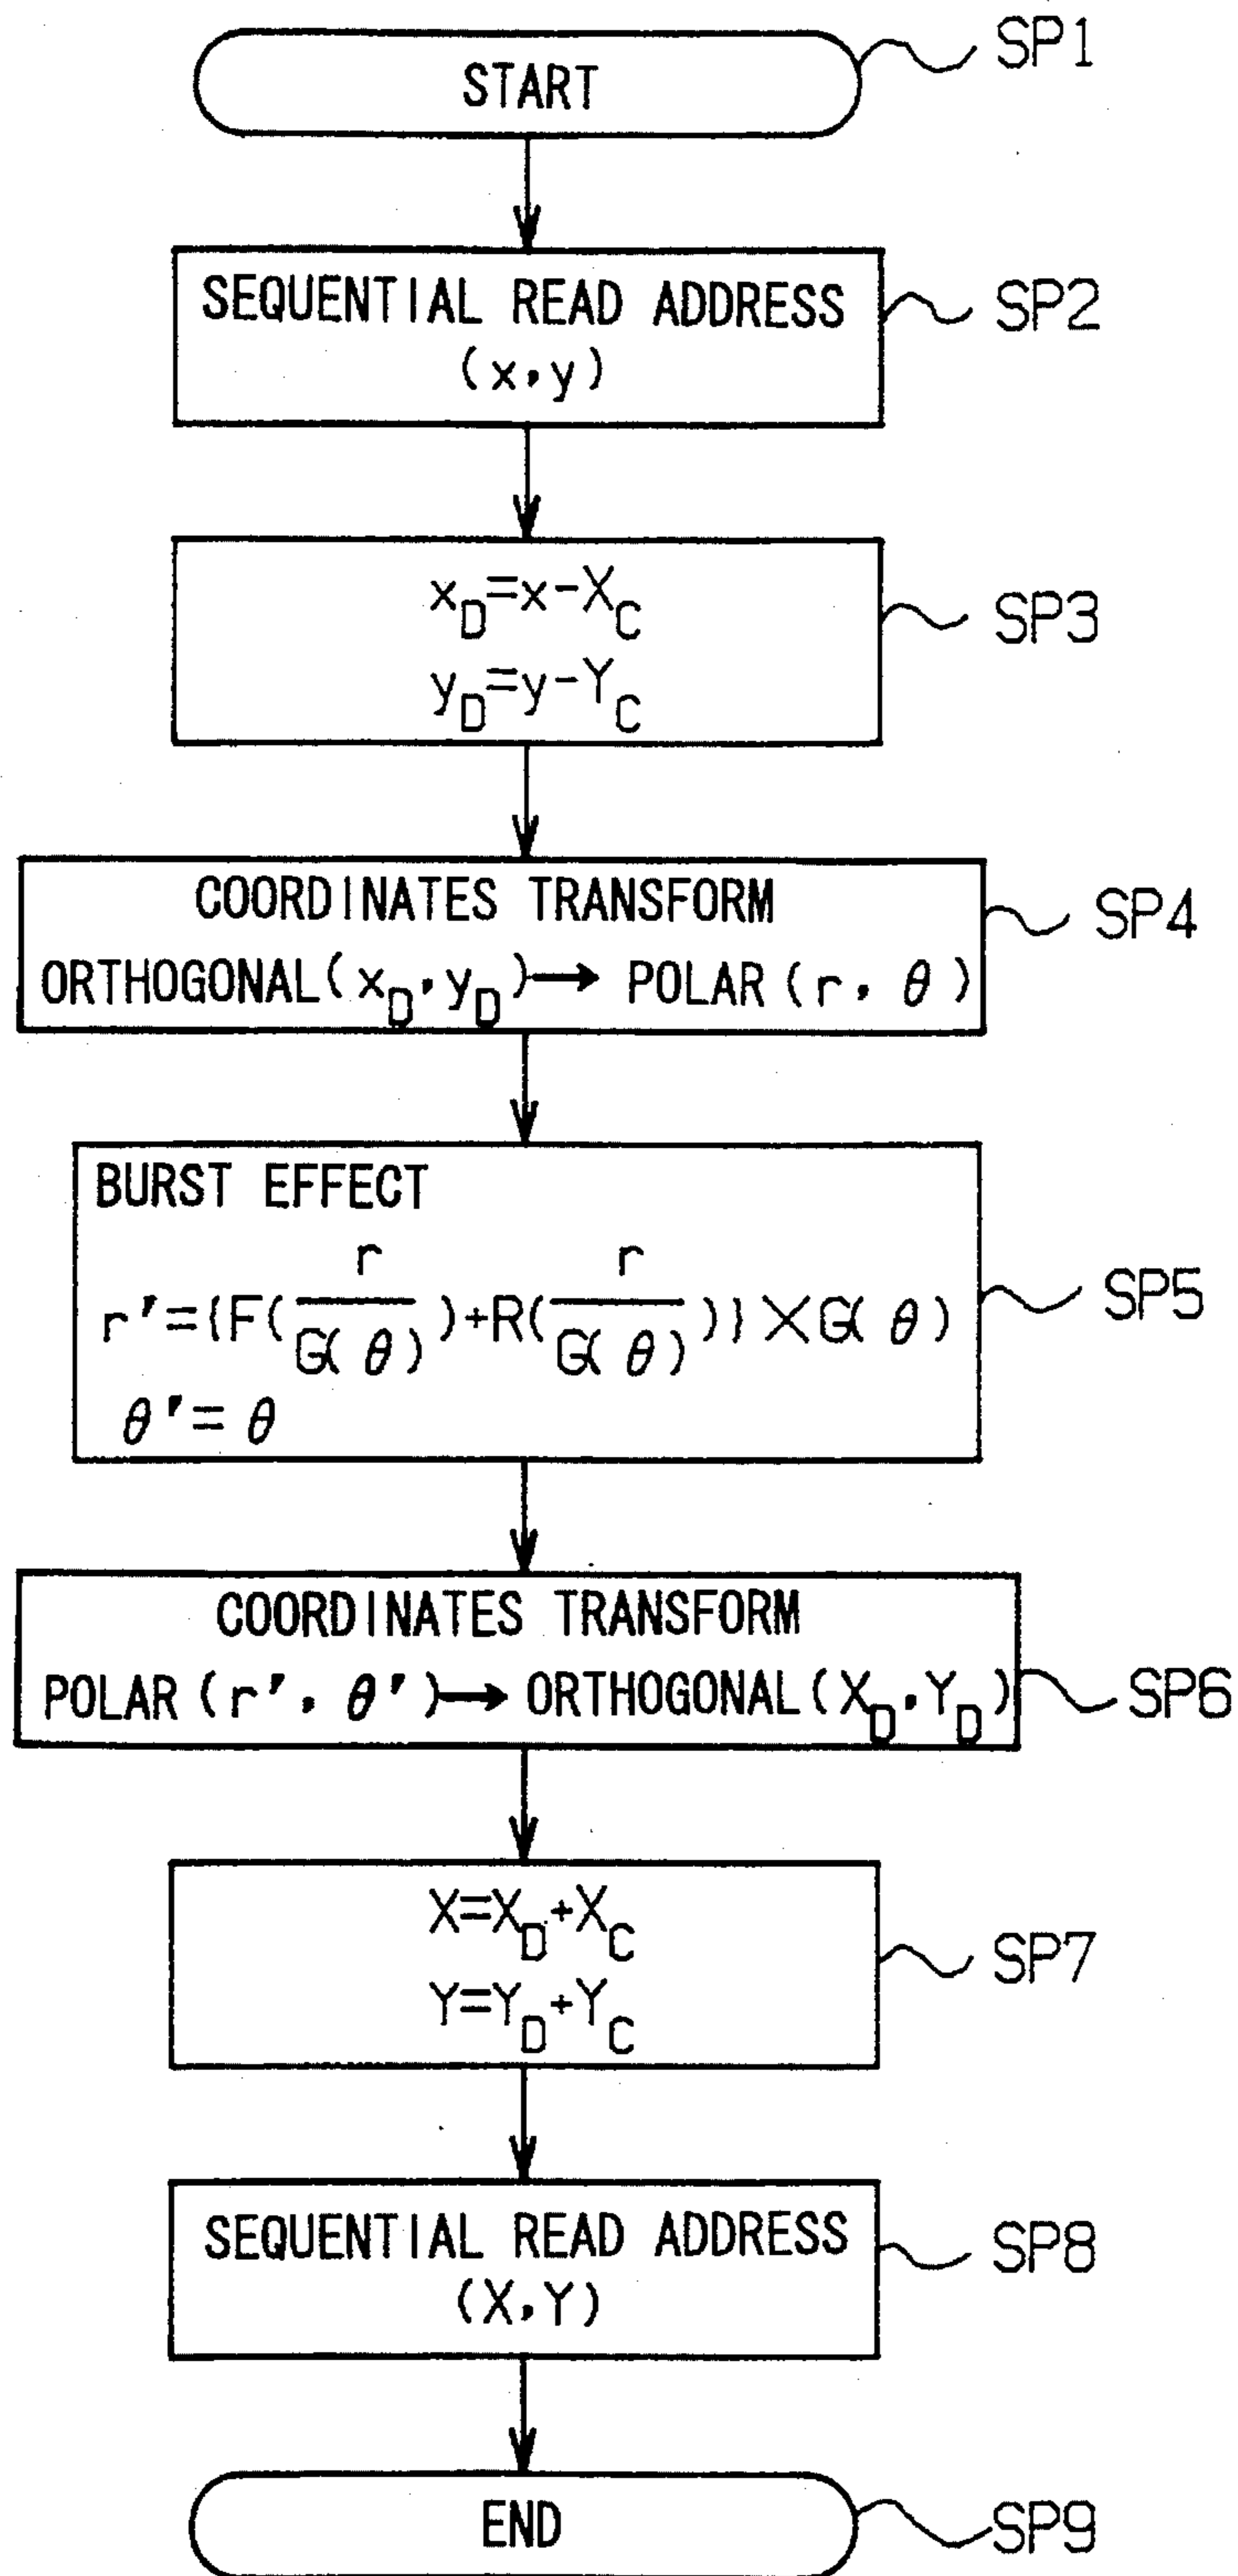 START
SP1
SEQUENTIAL READ ADDRESS
(x,y)
SP2
x_D=x-X_C
y_D=y-Y_C
SP3
COORDINATES TRANSFORM
ORTHOGONAL(x_D,y_D)→ POLAR(r, θ)
SP4
BURST EFFECT
r'={F(r/G(θ))+R(r/G(θ))}×G(θ)
θ'=θ
SP5
COORDINATES TRANSFORM
POLAR(r', θ')→ORTHOGONAL(X_D,Y_D)
SP6
X=X_D+X_C
Y=Y_D+Y_C
SP7
SEQUENTIAL READ ADDRESS
(X,Y)
SP8
END
SP9